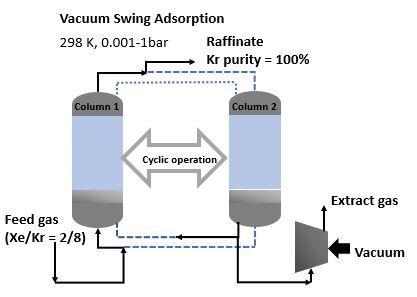 Vacuum Swing Adsorption
298 K, 0.001-1bar
Raffinate
Kr purity = 100%
Column 1
Column 2
Cyclic operation
Feed gas
(Xe/Kr = 2/8)
Extract gas
Vacuum